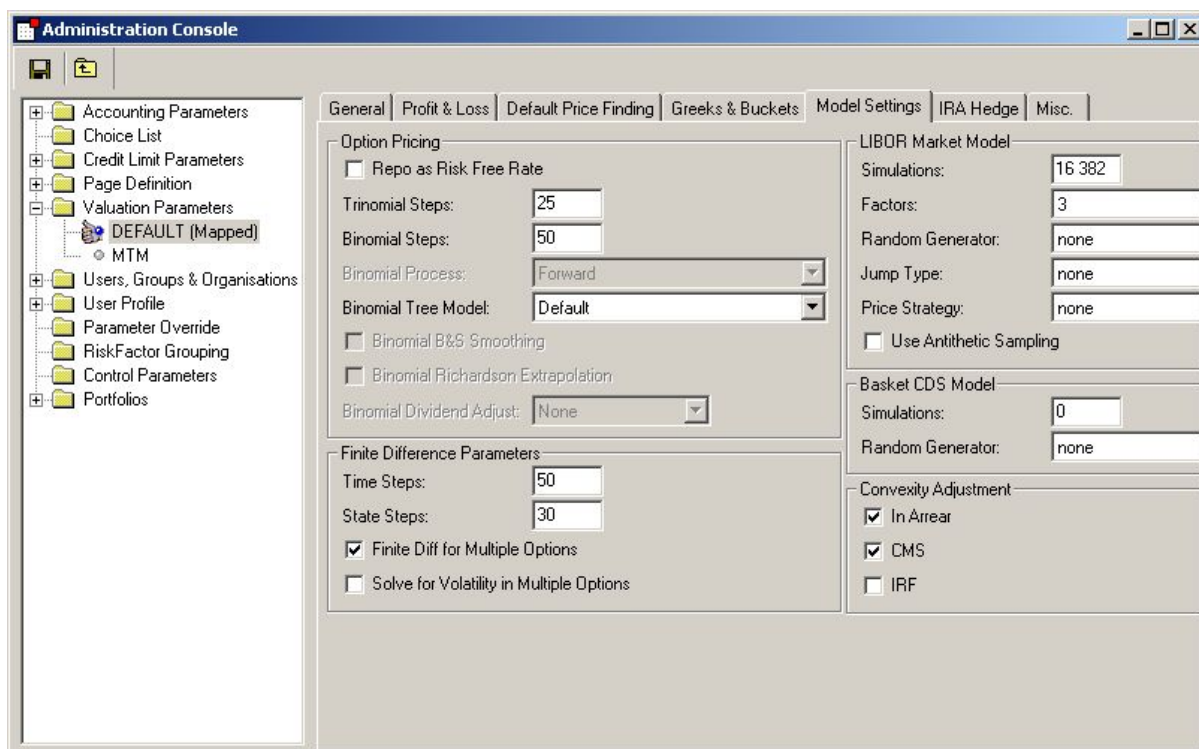 Administration Console
Accounting Parameters
Choice List
Credit Limit Parameters
Page Definition
Valuation Parameters
DEFAULT (Mapped)
MTM
Users, Groups & Organisations
User Profile
Parameter Override
RiskFactor Grouping
Control Parameters
Portfolios
General Profit & Loss Default Price Finding Greeks & Buckets Model Settings IRA Hedge Misc.
Option Pricing
Repo as Risk Free Rate
Trinomial Steps: 25
Binomial Steps: 50
Binomial Process: Forward
Binomial Tree Model: Default
Binomial B&S Smoothing
Binomial Richardson Extrapolation
Binomial Dividend Adjust: None
Finite Difference Parameters
Time Steps: 50
State Steps: 30
Finite Diff for Multiple Options
Solve for Volatility in Multiple Options
LIBOR Market Model
Simulations: 16 382
Factors: 3
Random Generator: none
Jump Type: none
Price Strategy: none
Use Antithetic Sampling
Basket CDS Model
Simulations: 0
Random Generator: none
Convexity Adjustment
In Arrear
CMS
IRF